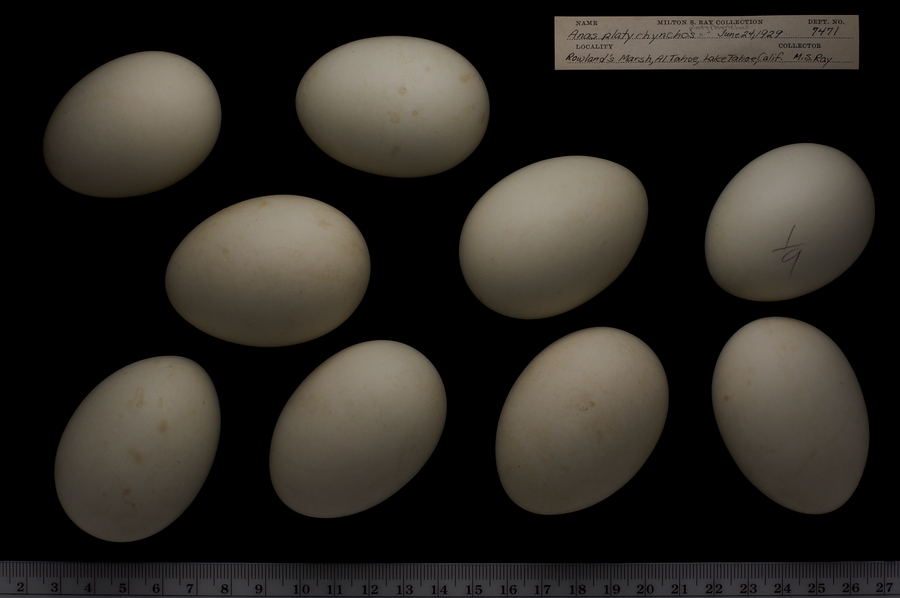 NAME MILTON S. RAY COLLECTION DEPT. NO.
platyrhynchos
Anas platyrhynchos June 24, 1929 7471
LOCALITY COLLECTOR
Rowland's Marsh, Al Tahoe, Lake Tahoe, Calif. M.S. Ray
1/9
2 3 4 5 6 7 8 9 10 11 12 13 14 15 16 17 18 19 20 21 22 23 24 25 26 27